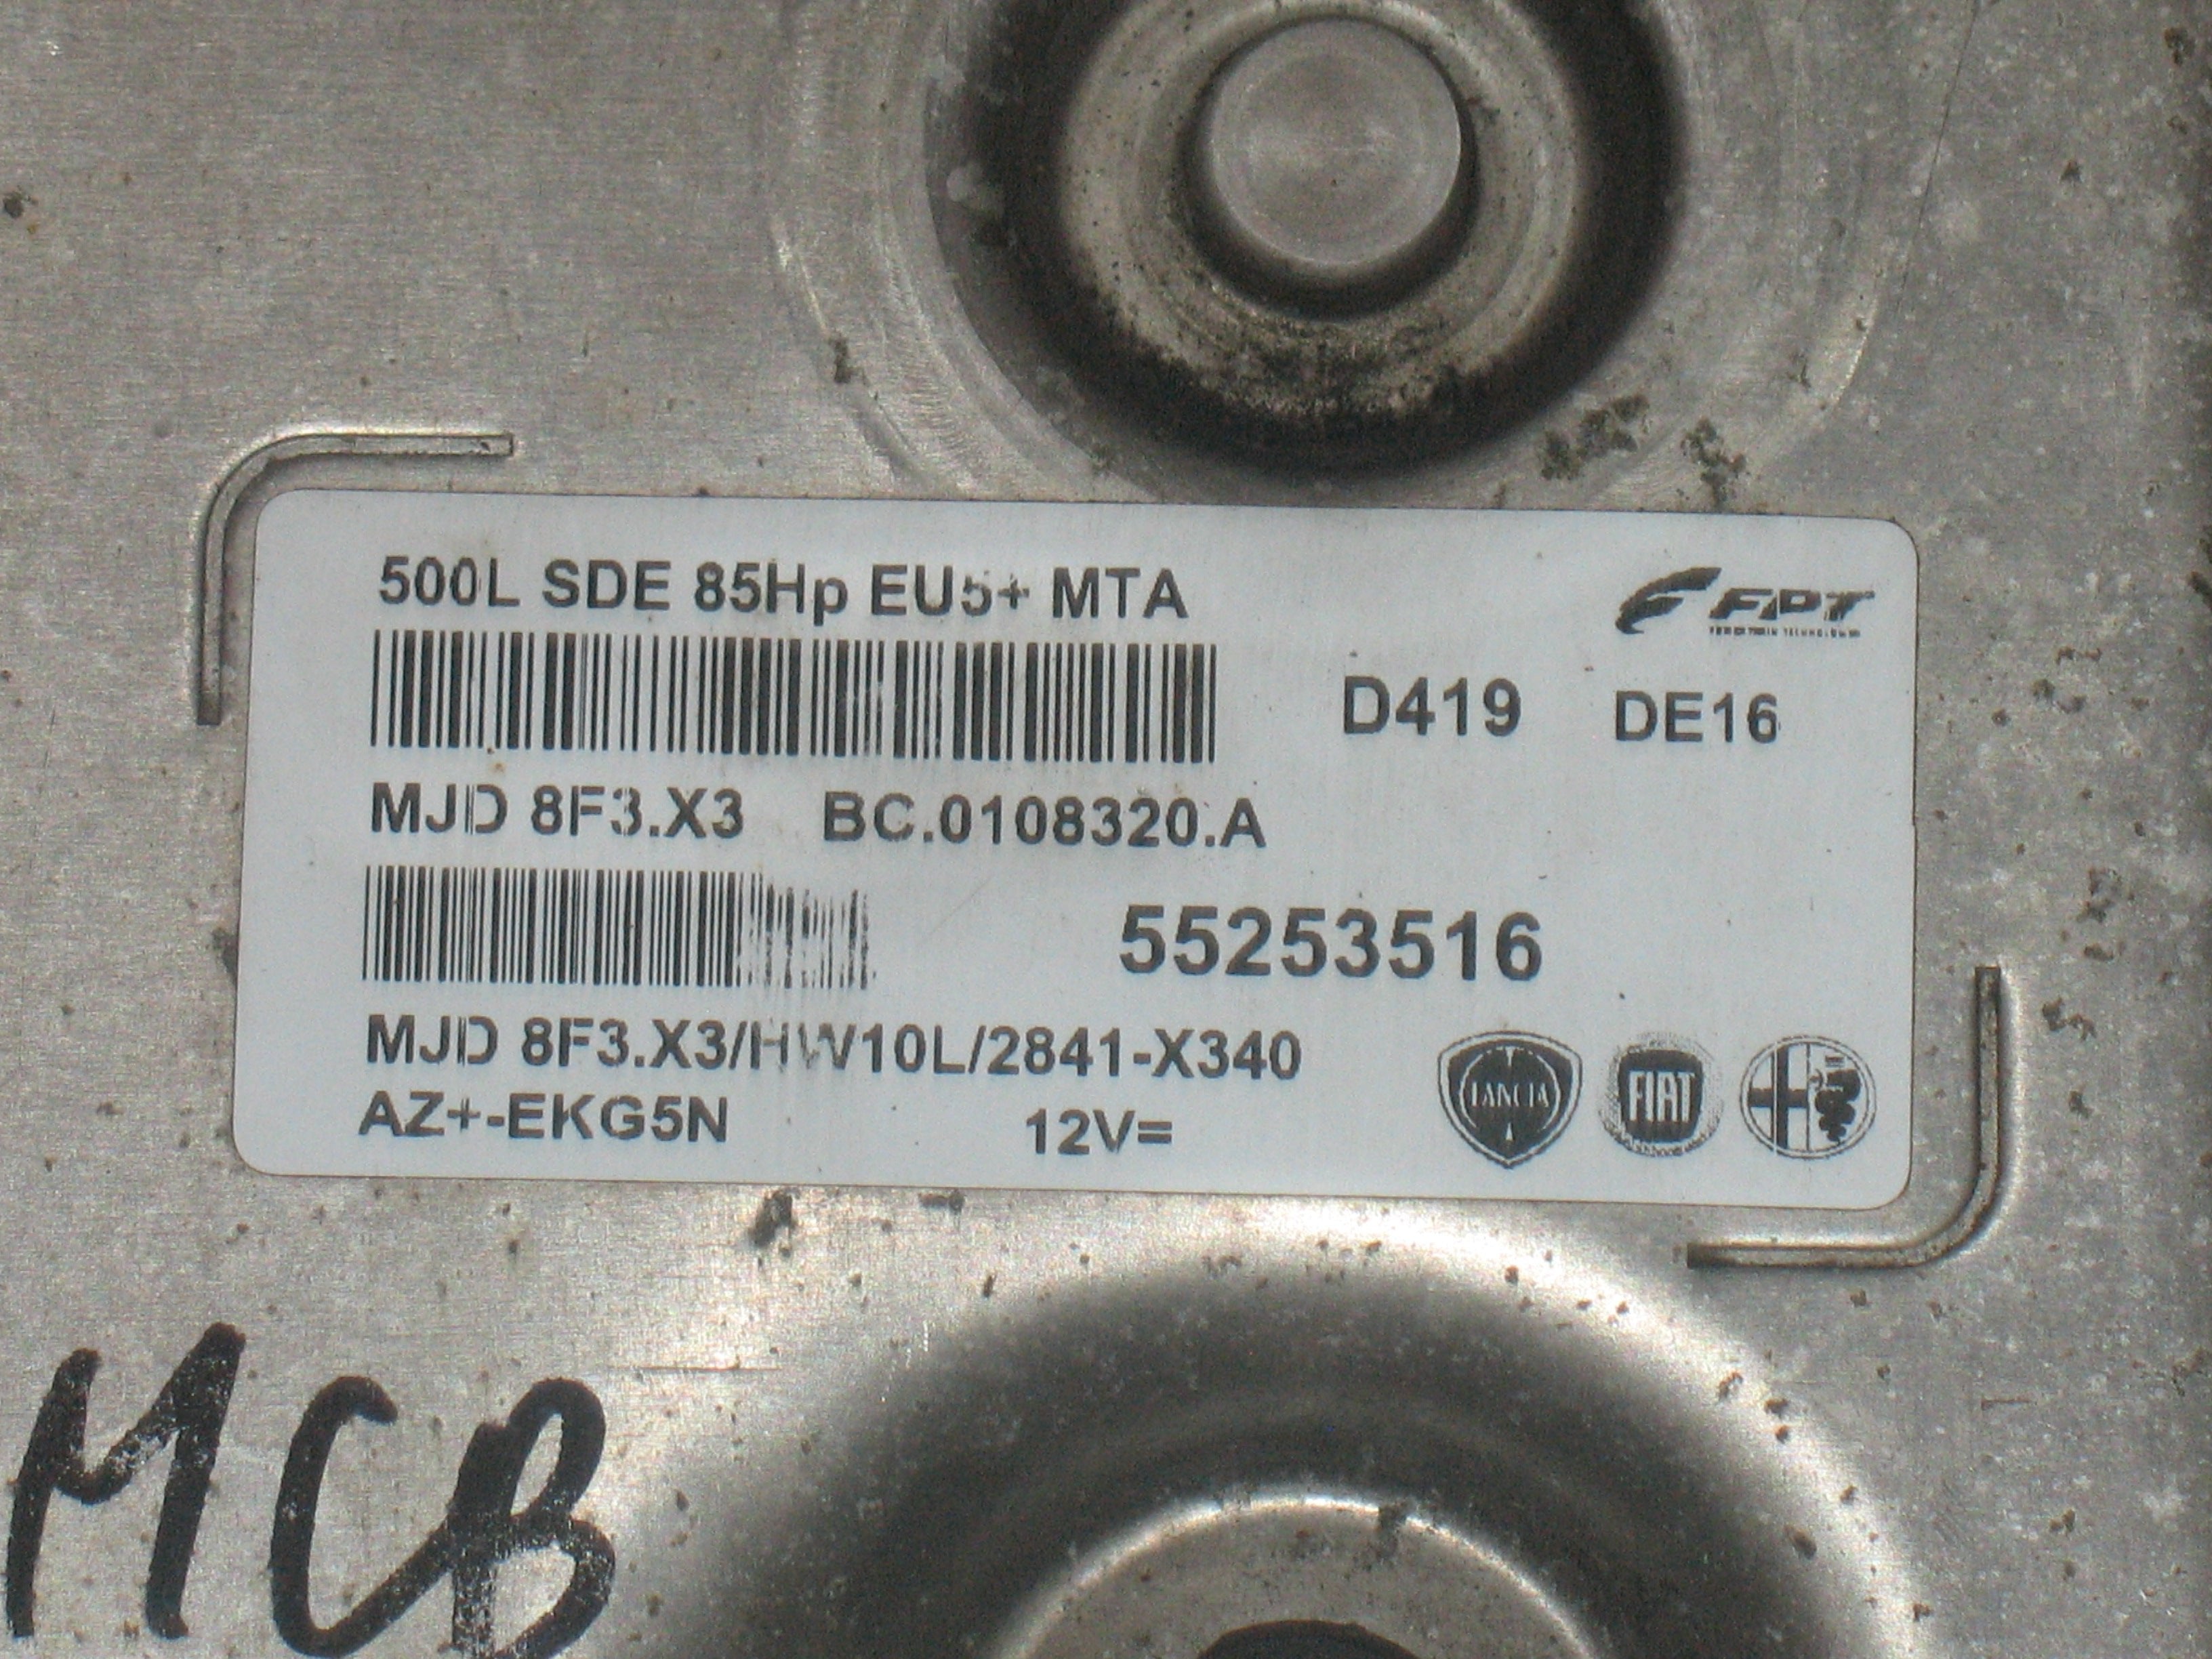 500L SDE 85Hp EU5+ MTA
FPT
D419 DE16
MJD 8F3.X3 BC.0108320.A
55253516
MJD 8F3.X3/HW10L/2841-X340
AZ+-EKG5N 12V=
LANCIA FIAT
MCB